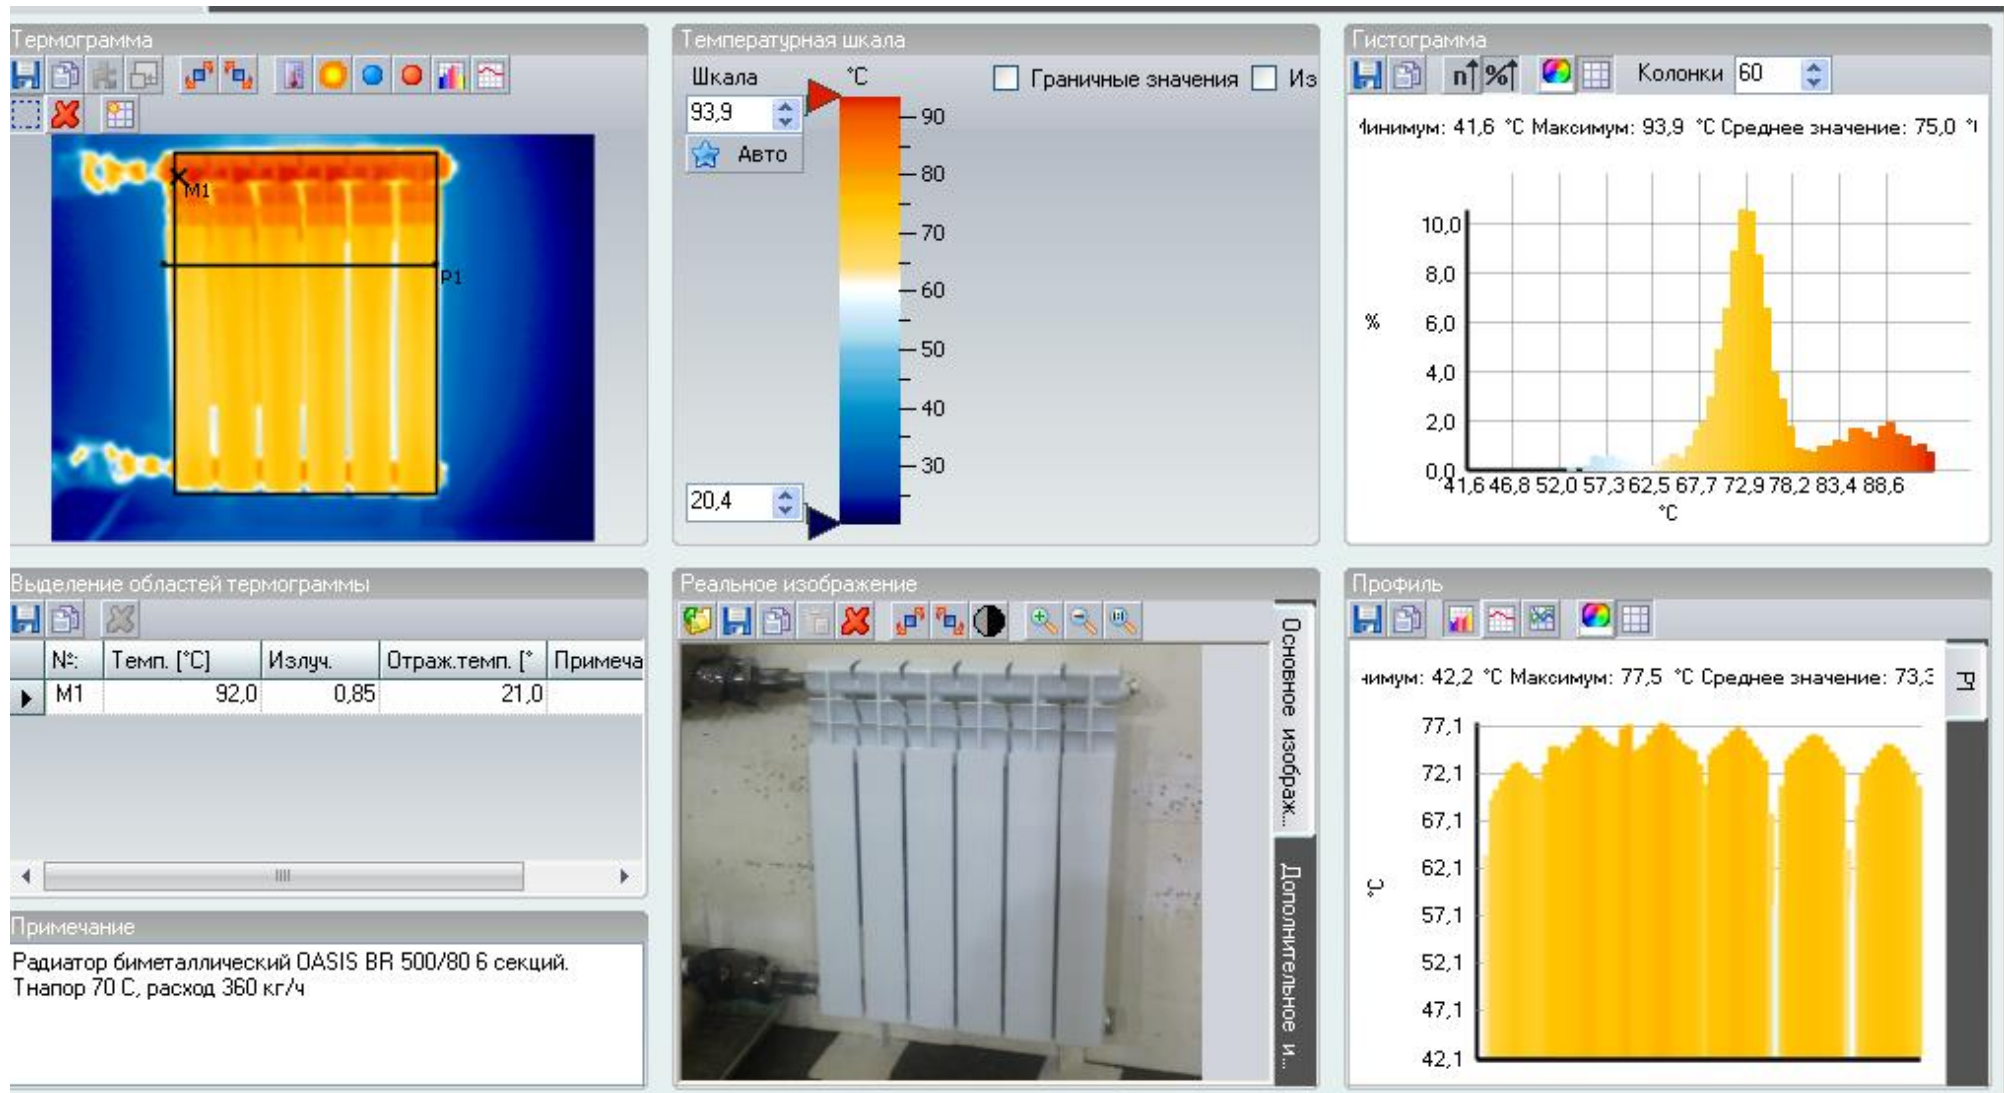 Термограмма
M1
P1
Температурная шкала
Шкала
°C
Граничные значения
Из
93,9
Авто
90
80
70
60
50
40
30
20,4
Гистограмма
n
%
Колонки
60
Минимум: 41,6 °C Максимум: 93,9 °C Среднее значение: 75,0 °
10,0
8,0
6,0
4,0
2,0
0,0
%
41,6 46,8 52,0 57,3 62,5 67,7 72,9 78,2 83,4 88,6
°C
Выделение областей термограммы
№: Темп. [°C] Излуч. Отраж.темп. [° Примеча
M1 92,0 0,85 21,0
Примечание
Радиатор биметаллический OASIS BR 500/80 6 секций.
Тнапор 70 С, расход 360 кг/ч
Реальное изображение
Основное изображ...
Дополнительное и...
Профиль
нимум: 42,2 °C Максимум: 77,5 °C Среднее значение: 73,3
P1
77,1
72,1
67,1
62,1
57,1
52,1
47,1
42,1
°C